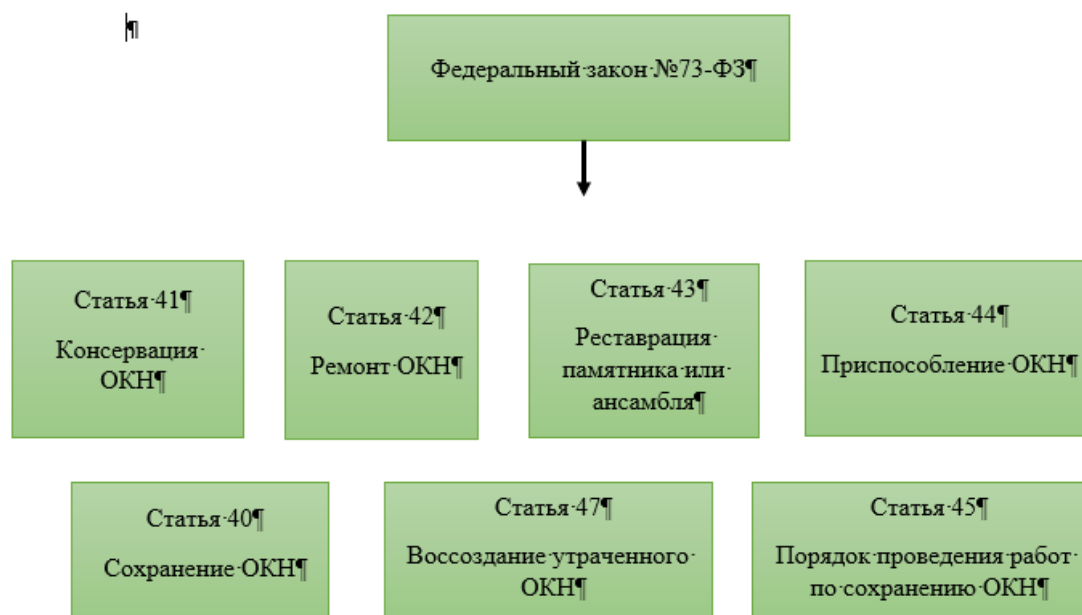 Федеральный закон №73-ФЗ
Статья 41
Консервация
ОКН
Статья 42
Ремонт ОКН
Статья 43
Реставрация
памятника или
ансамбля
Статья 44
Приспособление ОКН
Статья 40
Сохранение ОКН
Статья 47
Воссоздание утраченного
ОКН
Статья 45
Порядок проведения работ
по сохранению ОКН